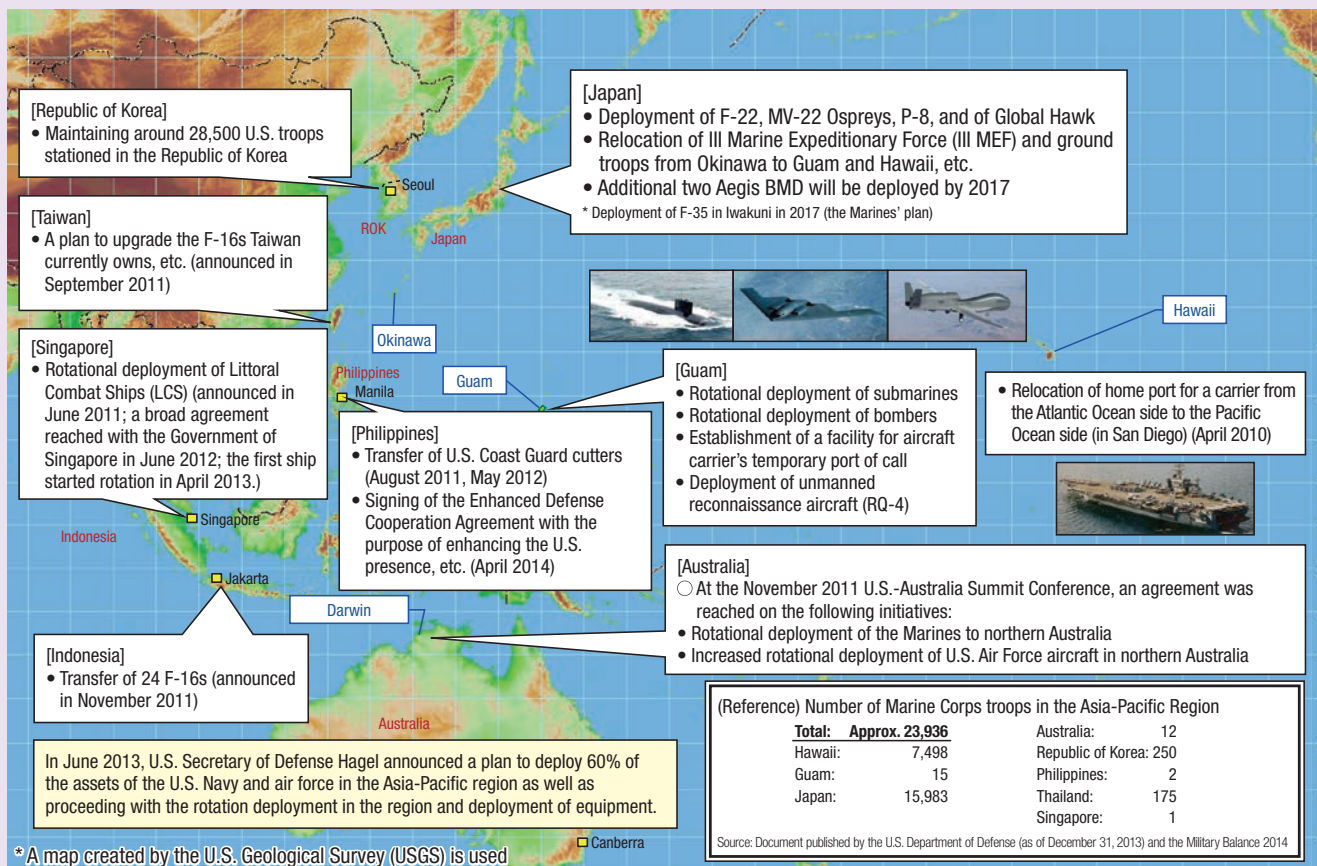 [Republic of Korea]
• Maintaining around 28,500 U.S. troops
stationed in the Republic of Korea
[Japan]
• Deployment of F-22, MV-22 Ospreys, P-8, and of Global Hawk
• Relocation of III Marine Expeditionary Force (III MEF) and ground
troops from Okinawa to Guam and Hawaii, etc.
• Additional two Aegis BMD will be deployed by 2017
* Deployment of F-35 in Iwakuni in 2017 (the Marines' plan)
Seoul
ROK
Japan
[Taiwan]
• A plan to upgrade the F-16s Taiwan
currently owns, etc. (announced in
September 2011)
Okinawa
Hawaii
[Singapore]
• Rotational deployment of Littoral
Combat Ships (LCS) (announced in
June 2011; a broad agreement
reached with the Government of
Singapore in June 2012; the first ship
started rotation in April 2013.)
Philippines
Manila
Guam
[Guam]
• Rotational deployment of submarines
• Rotational deployment of bombers
• Establishment of a facility for aircraft
carrier's temporary port of call
• Deployment of unmanned
reconnaissance aircraft (RQ-4)
• Relocation of home port for a carrier from
the Atlantic Ocean side to the Pacific
Ocean side (in San Diego) (April 2010)
[Philippines]
• Transfer of U.S. Coast Guard cutters
(August 2011, May 2012)
• Signing of the Enhanced Defense
Cooperation Agreement with the
purpose of enhancing the U.S.
presence, etc. (April 2014)
Singapore
Indonesia
Jakarta
Darwin
[Australia]
○ At the November 2011 U.S.-Australia Summit Conference, an agreement was
reached on the following initiatives:
• Rotational deployment of the Marines to northern Australia
• Increased rotational deployment of U.S. Air Force aircraft in northern Australia
[Indonesia]
• Transfer of 24 F-16s (announced
in November 2011)
Australia
(Reference) Number of Marine Corps troops in the Asia-Pacific Region
Total: Approx. 23,936
Hawaii: 7,498
Guam: 15
Japan: 15,983
Australia: 12
Republic of Korea: 250
Philippines: 2
Thailand: 175
Singapore: 1
Source: Document published by the U.S. Department of Defense (as of December 31, 2013) and the Military Balance 2014
In June 2013, U.S. Secretary of Defense Hagel announced a plan to deploy 60% of
the assets of the U.S. Navy and air force in the Asia-Pacific region as well as
proceeding with the rotation deployment in the region and deployment of equipment.
Canberra
* A map created by the U.S. Geological Survey (USGS) is used